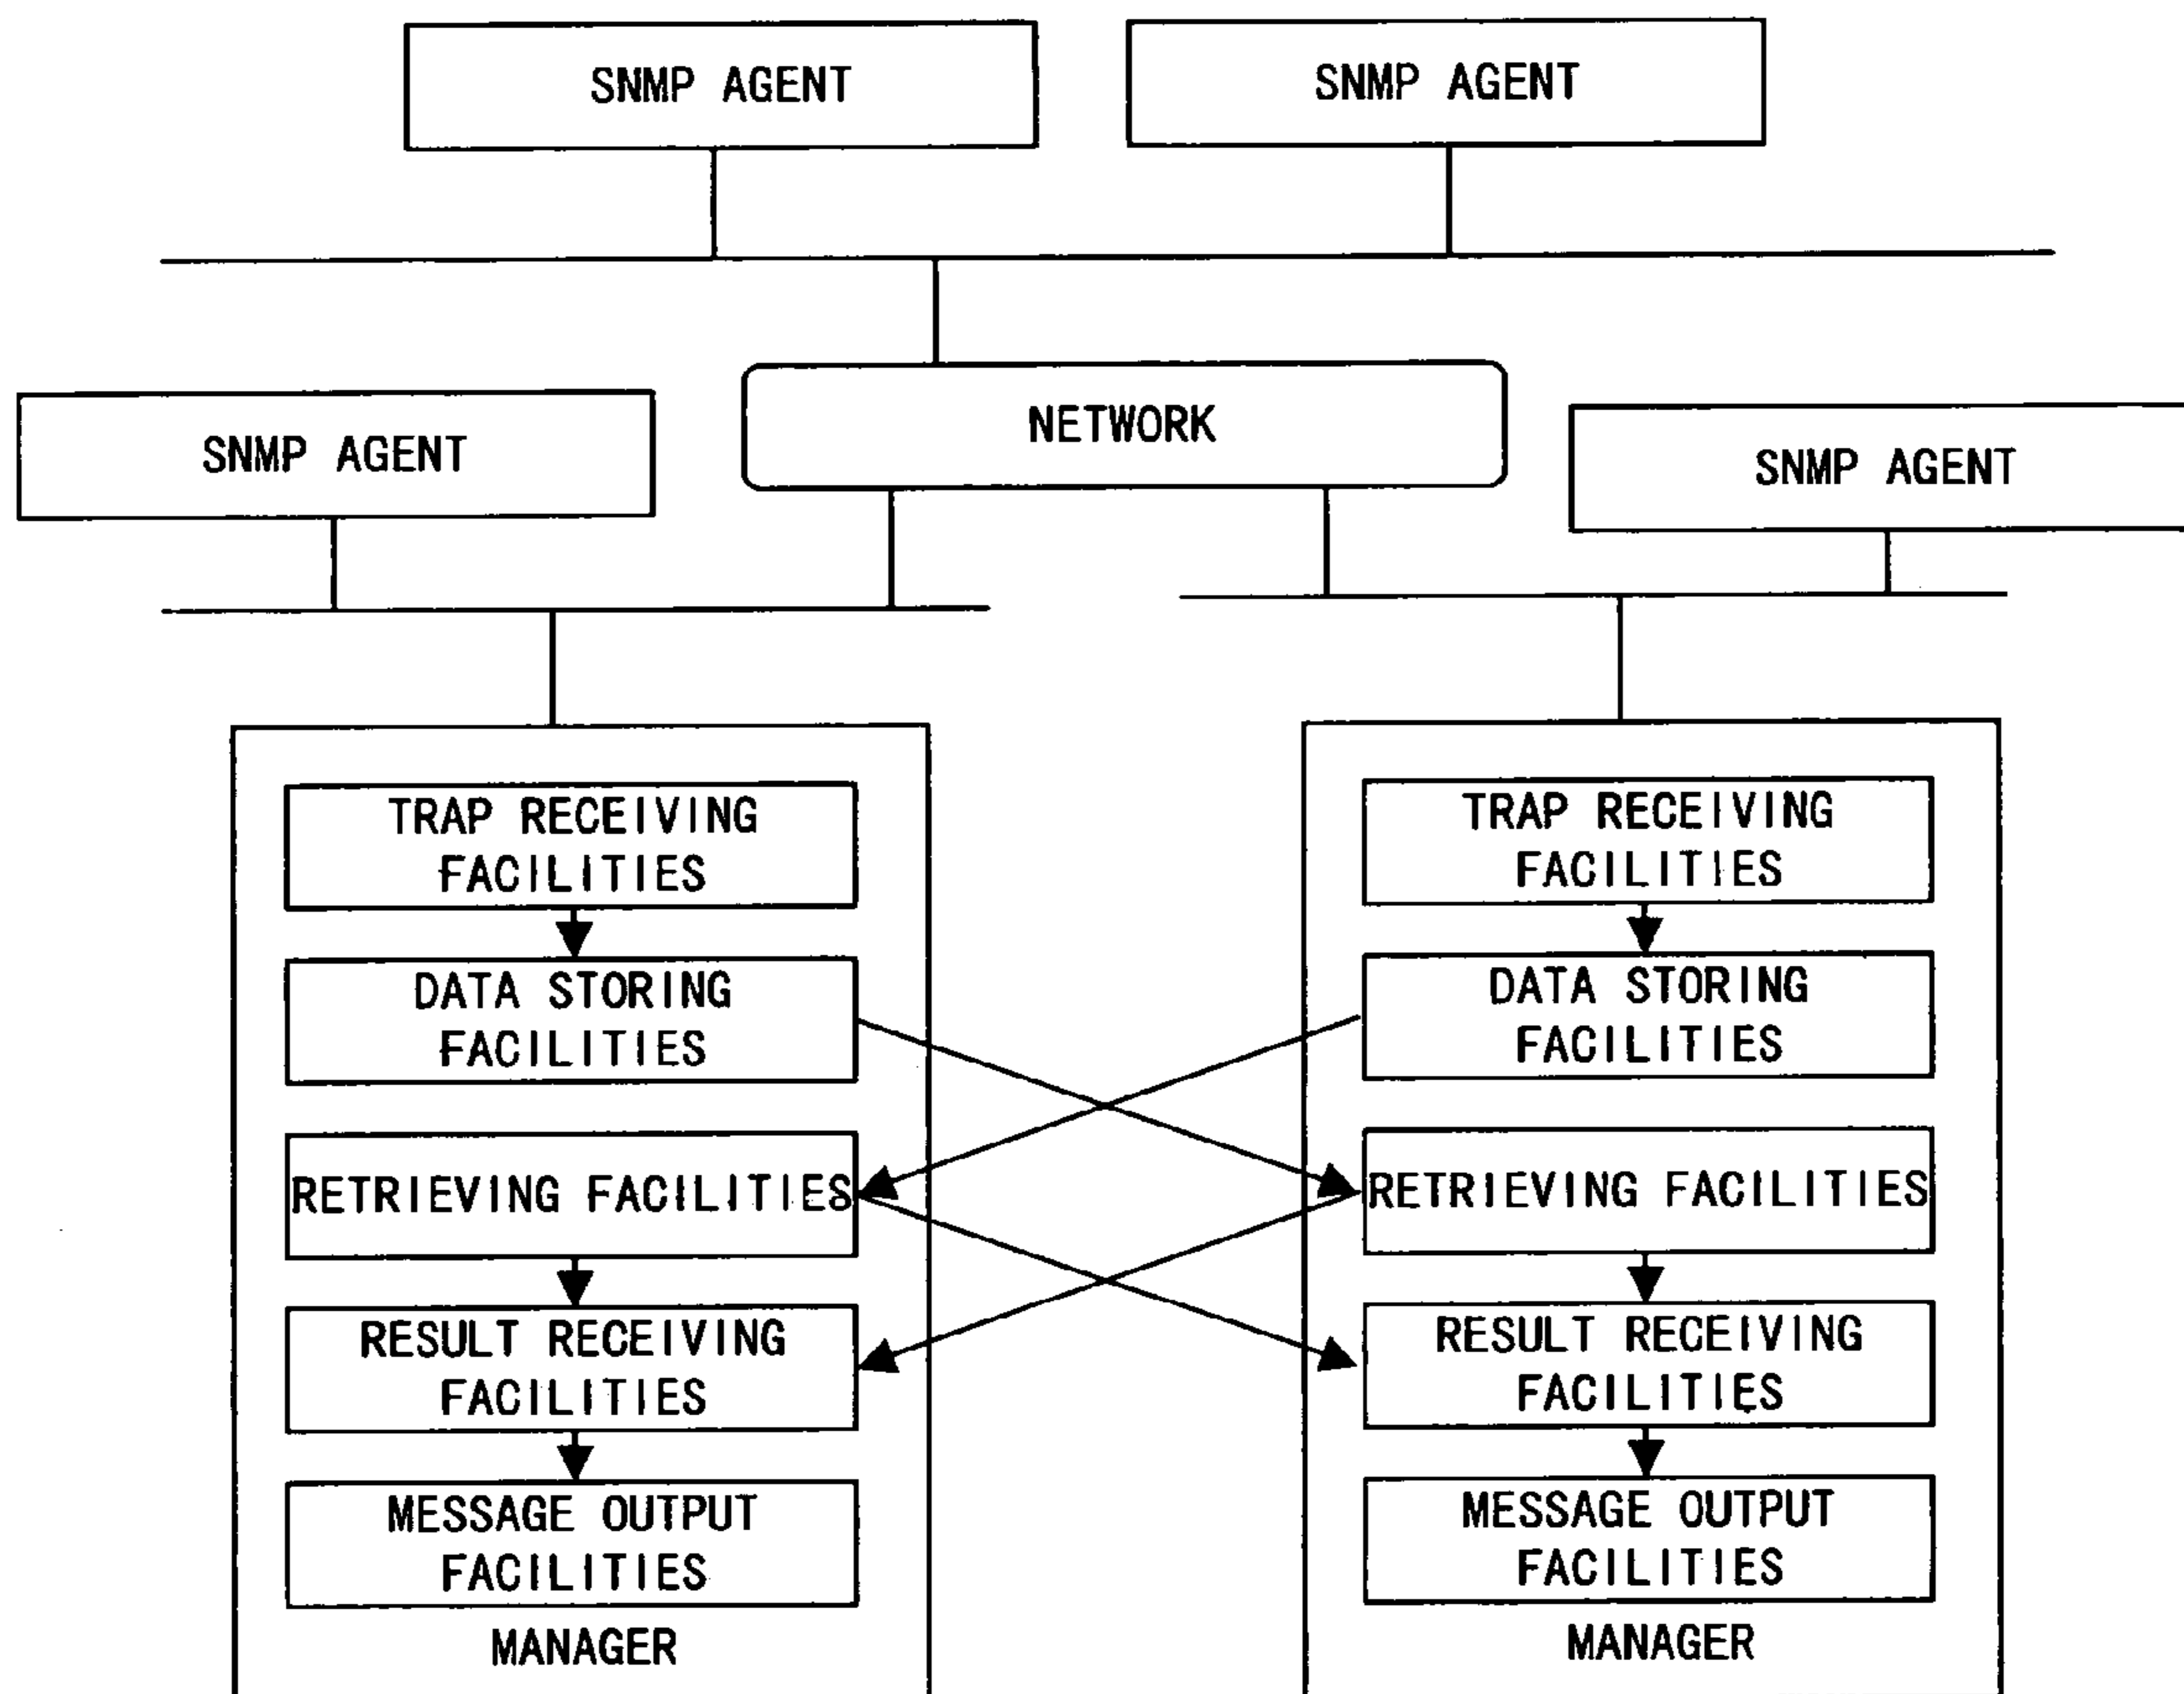 SNMP AGENT
SNMP AGENT
NETWORK
SNMP AGENT
SNMP AGENT
TRAP RECEIVING
FACILITIES
DATA STORING
FACILITIES
RETRIEVING FACILITIES
RESULT RECEIVING
FACILITIES
MESSAGE OUTPUT
FACILITIES
MANAGER
TRAP RECEIVING
FACILITIES
DATA STORING
FACILITIES
RETRIEVING FACILITIES
RESULT RECEIVING
FACILITIES
MESSAGE OUTPUT
FACILITIES
MANAGER